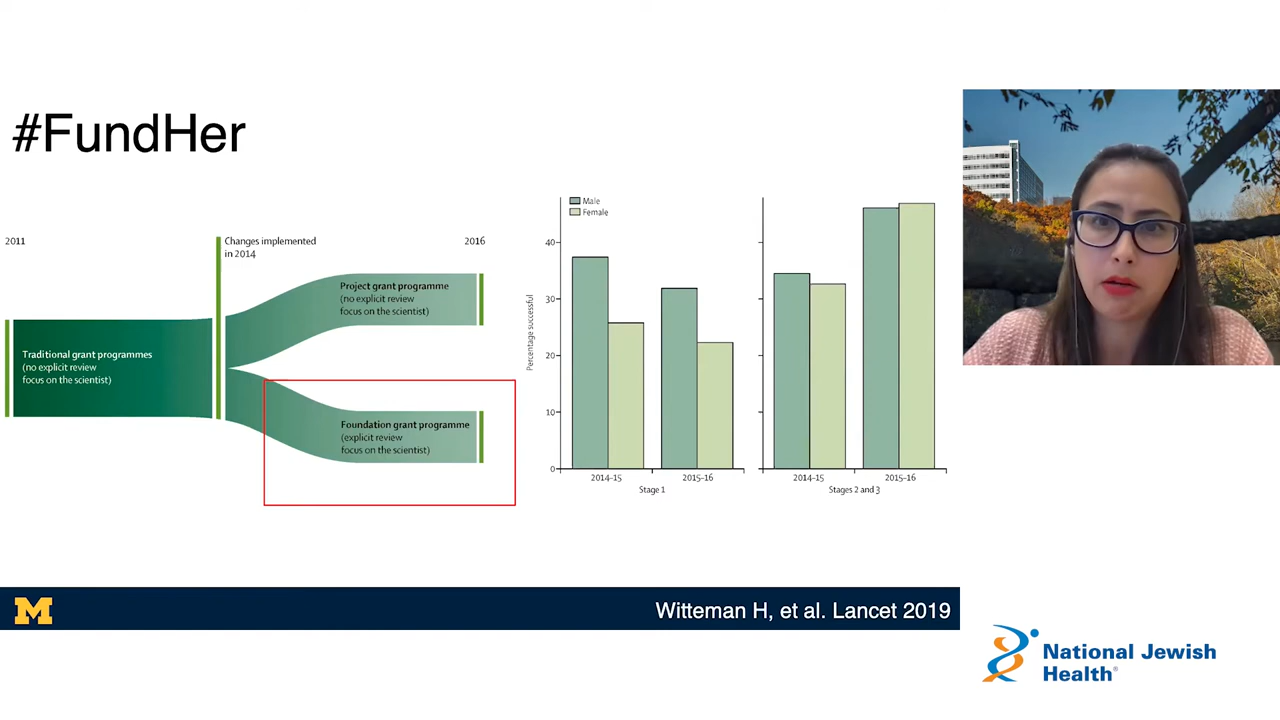 #FundHer
2011
Changes implemented
in 2014
2016
Traditional grant programmes
(no explicit review
focus on the scientist)
Project grant programme
(no explicit review
focus on the scientist)
Foundation grant programme
(explicit review
focus on the scientist)
Male
Female
Percentage successful
40
30
20
10
0
2014–15
2015–16
Stage 1
2014–15
2015–16
Stages 2 and 3
M
Witteman H, et al. Lancet 2019
National Jewish
Health®